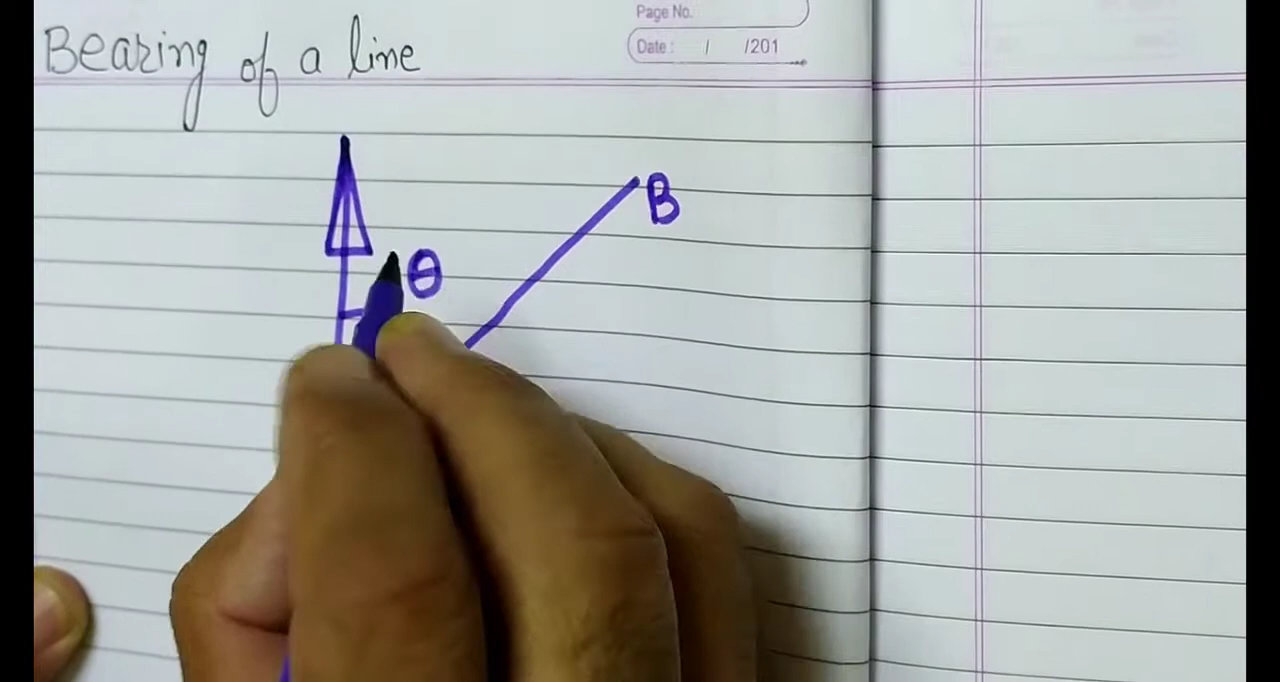 Page No.
Bearing of a line
Date : / /201
B
θ